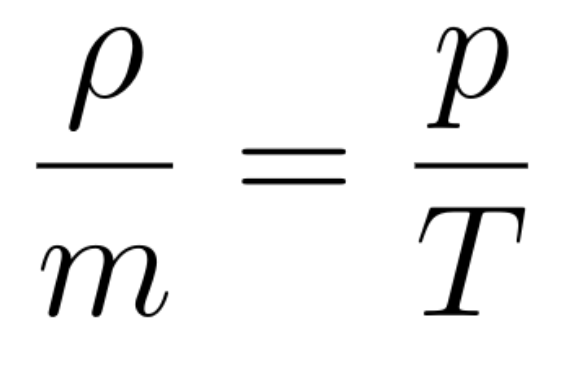 ρ/m = p/T